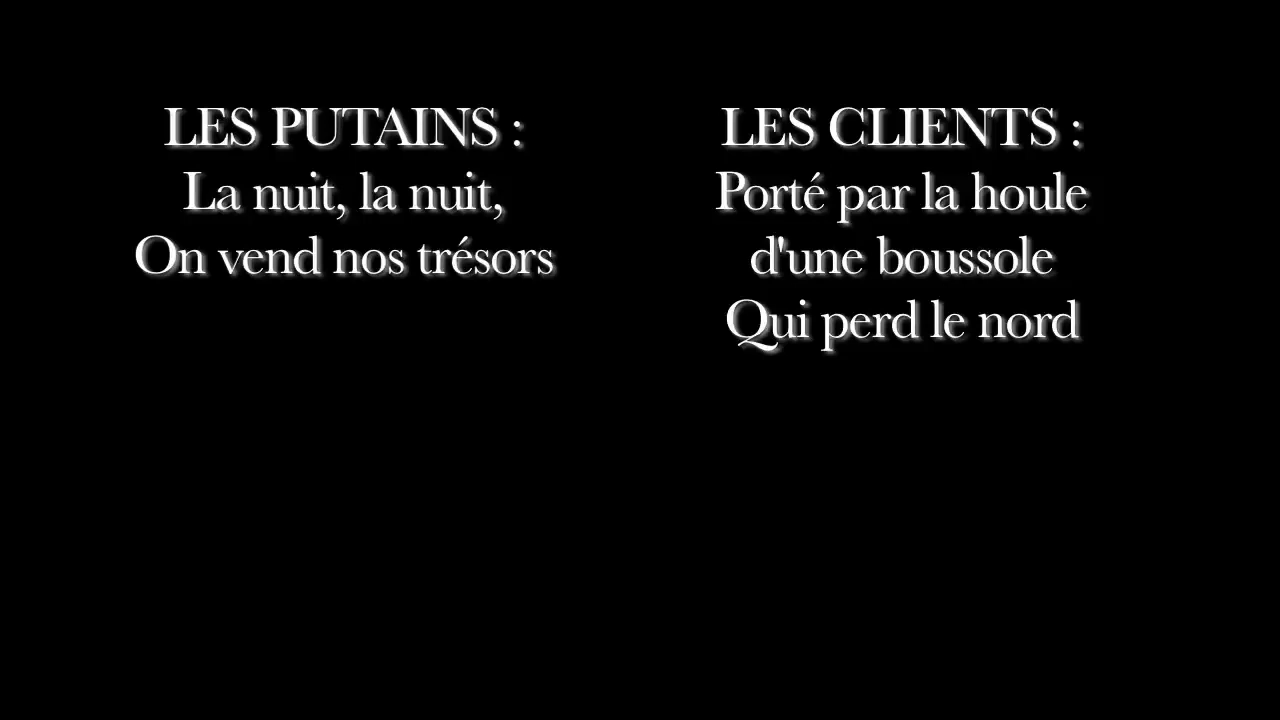 LES PUTAINS :
La nuit, la nuit,
On vend nos trésors
LES CLIENTS :
Porté par la houle
d'une boussole
Qui perd le nord